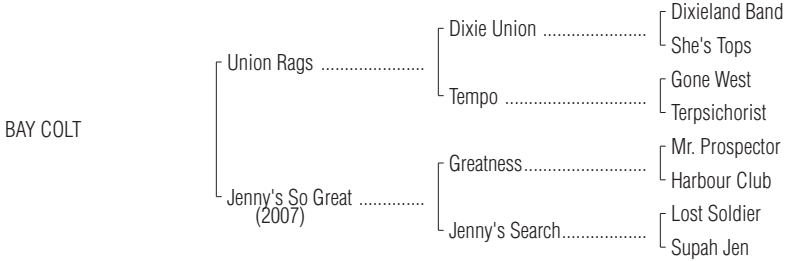 Dixieland Band
Dixie Union ......................
She's Tops
Union Rags ......................
Gone West
Tempo ..............................
Terpsichorist
BAY COLT
Mr. Prospector
Greatness..........................
Harbour Club
Jenny's So Great ..............
(2007)
Lost Soldier
Jenny's Search..................
Supah Jen